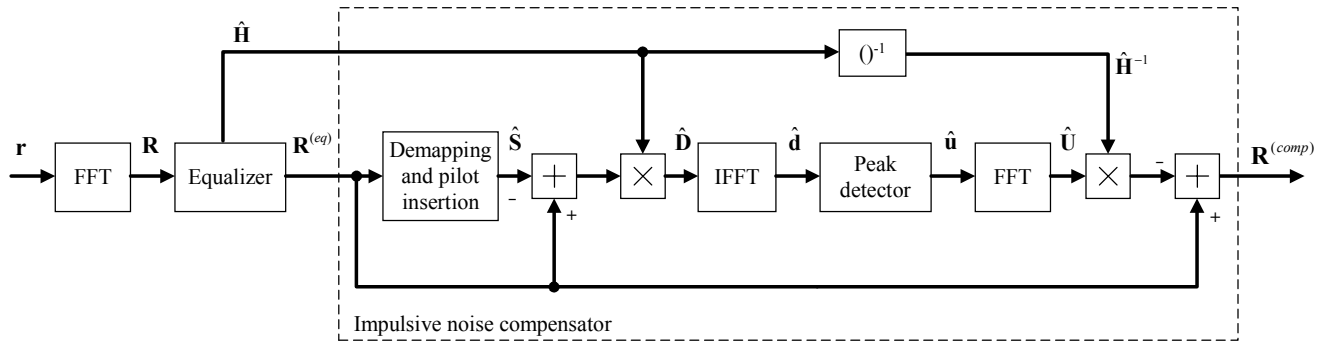 Ĥ
()⁻¹
Ĥ⁻¹
r
FFT
R
Equalizer
R⁽ᵉq⁾
Demapping
and pilot
insertion
Ŝ
-
+
+
×
D̂
IFFT
d̂
Peak
detector
û
FFT
Û
×
-
+
+
R⁽ᶜᵒᵐᵖ⁾
Impulsive noise compensator